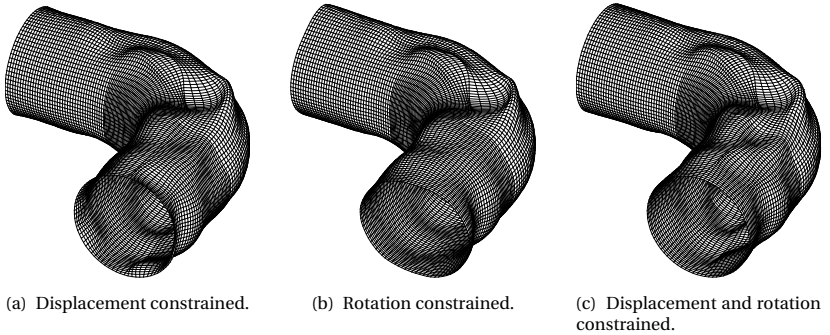 (a) Displacement constrained.
(b) Rotation constrained.
(c) Displacement and rotation
constrained.